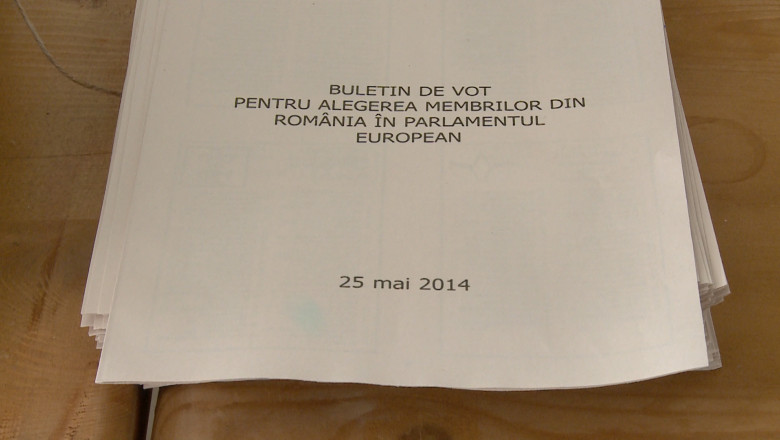 BULETIN DE VOT
PENTRU ALEGEREA MEMBRILOR DIN
ROMÂNIA ÎN PARLAMENTUL
EUROPEAN
25 mai 2014